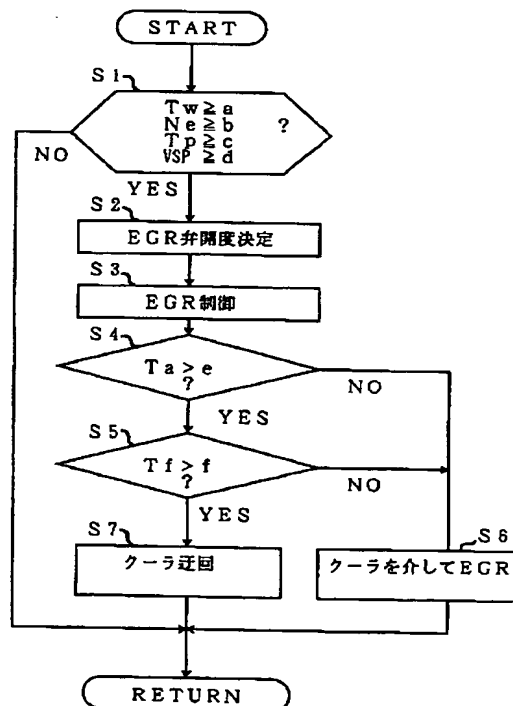 START
S1
Tw≧a
Ne≧b
Tp≧c
VSP≧d
?
NO
YES
S2
EGR弁開度決定
S3
EGR制御
S4
Ta>e
?
NO
YES
S5
Tf>f
?
NO
YES
S7
クーラ迂回
S6
クーラを介してEGR
RETURN